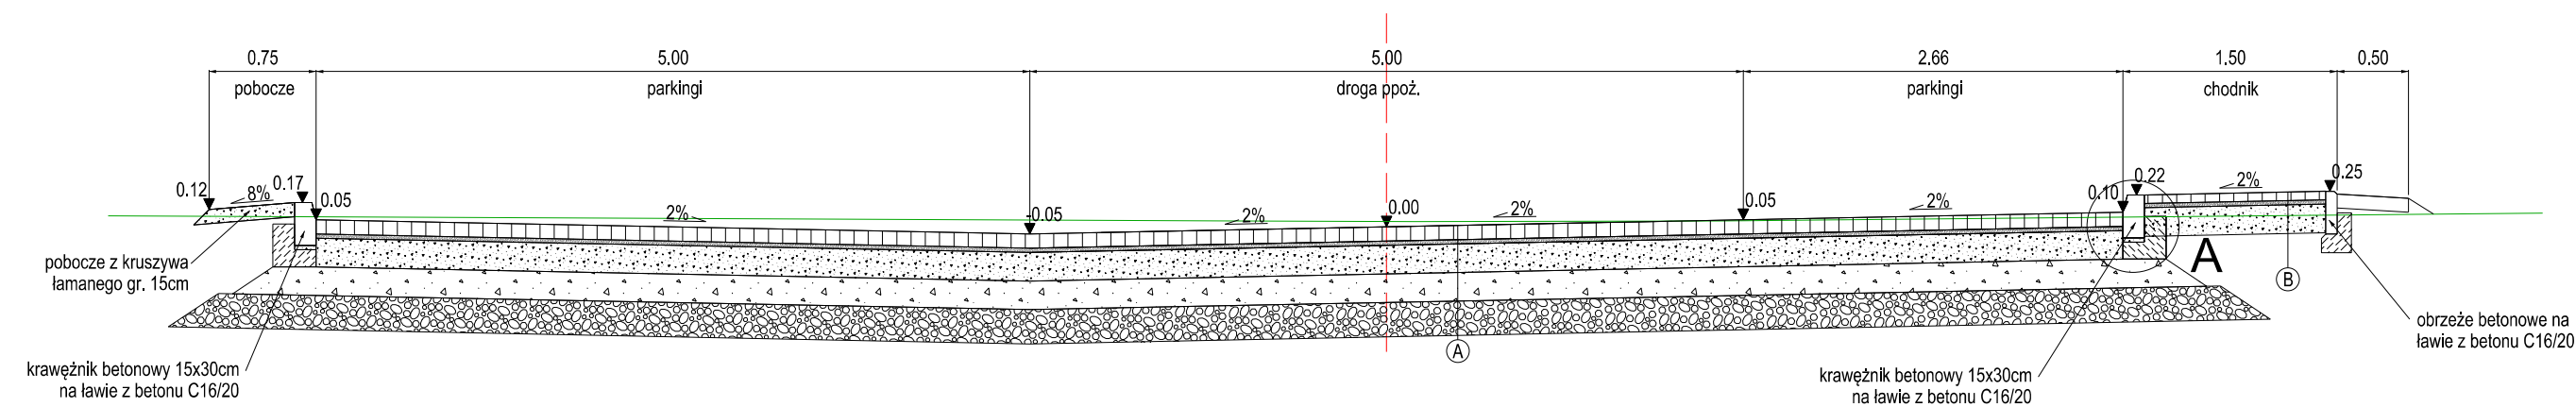 0.75 5.00 5.00 2.66 1.50 0.50
pobocze parkingi droga ppoż. parkingi chodnik
0.12 8% 0.17 0.05 2% -0.05 2% 0.00 2% 0.05 2% 0.10 0.22 2% 0.25
A
B
pobocze z kruszywa
łamanego gr. 15cm
A
krawężnik betonowy 15x30cm
na ławie z betonu C16/20
krawężnik betonowy 15x30cm
na ławie z betonu C16/20
obrzeże betonowe na
ławie z betonu C16/20